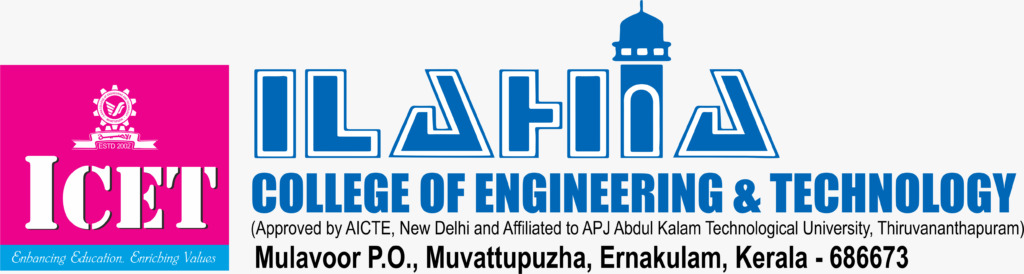 ESTD 2002
ICET
Enhancing Education. Enriching Values
ILAHIA
COLLEGE OF ENGINEERING & TECHNOLOGY
(Approved by AICTE, New Delhi and Affiliated to APJ Abdul Kalam Technological University, Thiruvananthapuram)
Mulavoor P.O., Muvattupuzha, Ernakulam, Kerala - 686673